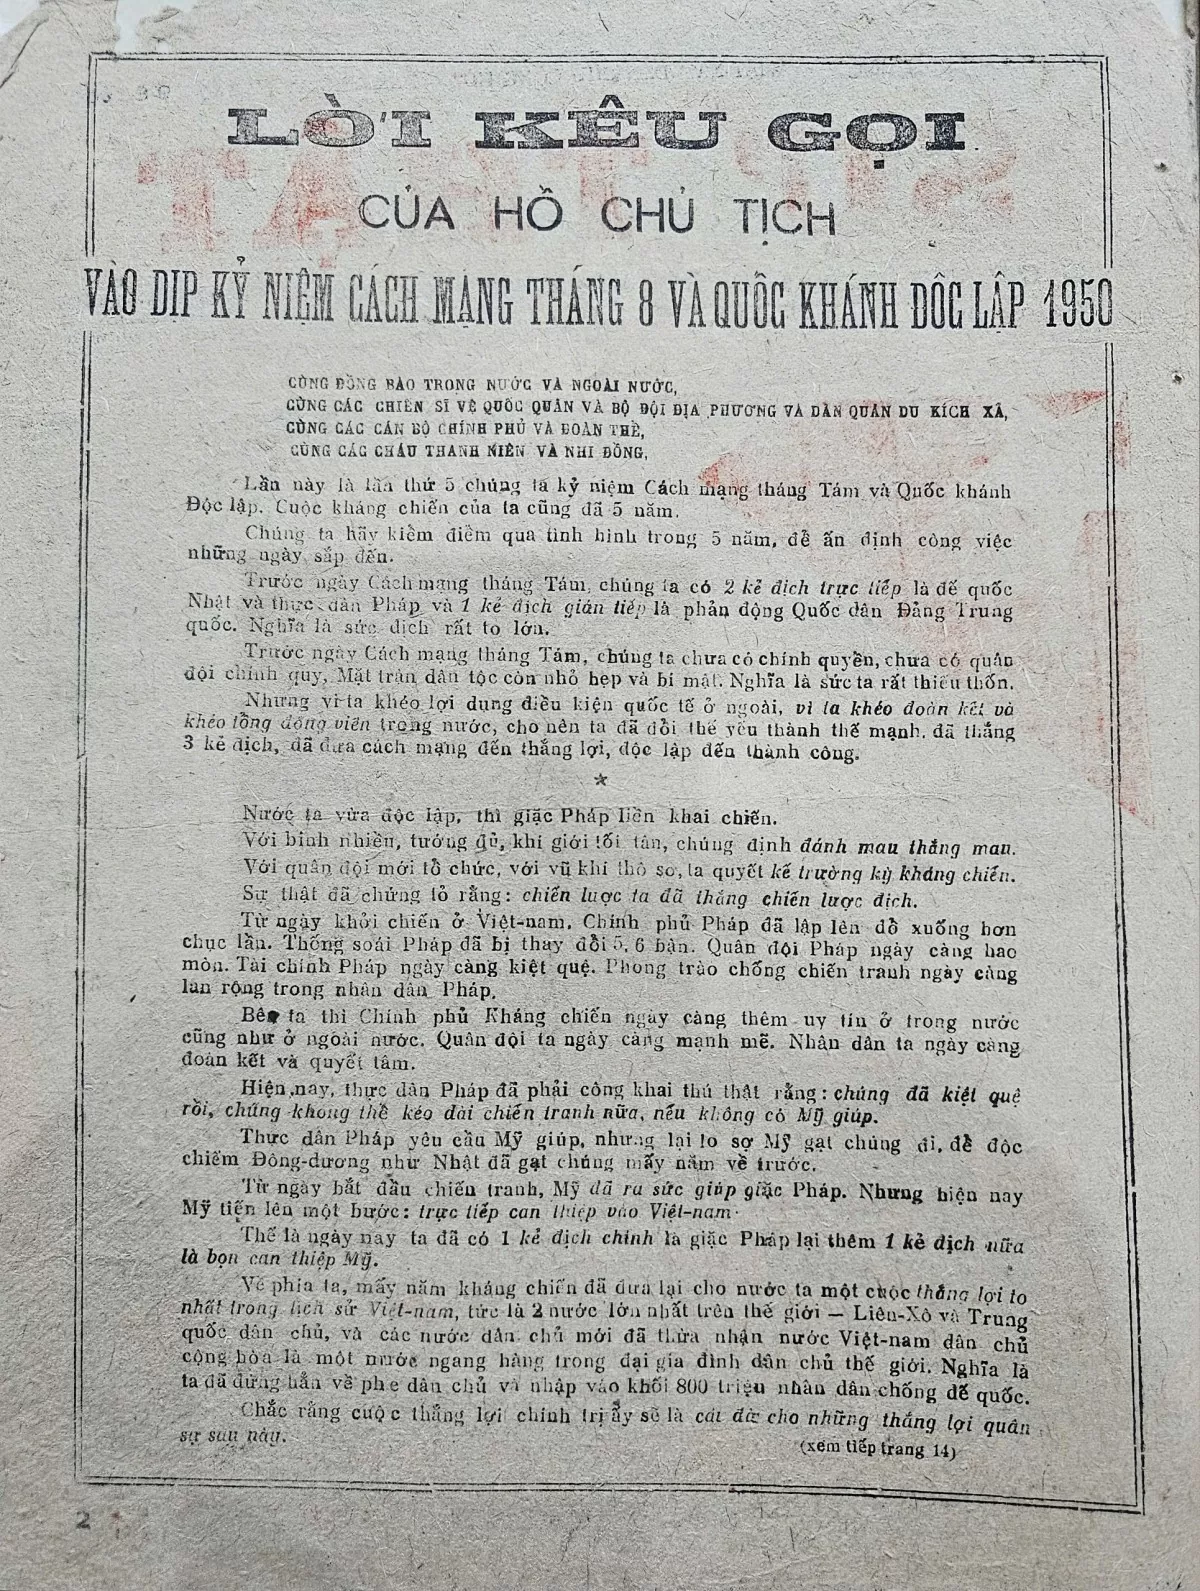 LỜI KÊU GỌI
CỦA HỒ CHỦ TỊCH
VÀO DỊP KỶ NIỆM CÁCH MẠNG THÁNG 8 VÀ QUỐC KHÁNH ĐỘC LẬP 1950
CÙNG ĐỒNG BÀO TRONG NƯỚC VÀ NGOÀI NƯỚC,
CÙNG CÁC CHIẾN SĨ VỆ QUỐC QUÂN VÀ BỘ ĐỘI ĐỊA PHƯƠNG VÀ DÂN QUÂN DU KÍCH XÃ,
CÙNG CÁC CÁN BỘ CHÍNH PHỦ VÀ ĐOÀN THỂ,
CÙNG CÁC CHÁU THANH NIÊN VÀ NHI ĐỒNG,
Lần này là lần thứ 5 chúng ta kỷ niệm Cách mạng tháng Tám và Quốc khánh
Độc lập. Cuộc kháng chiến của ta cũng đã 5 năm.
Chúng ta hãy kiểm điểm qua tình hình trong 5 năm, để ấn định công việc
những ngày sắp đến.
Trước ngày Cách mạng tháng Tám, chúng ta có 2 kẻ địch trực tiếp là đế quốc
Nhật và thực dân Pháp và 1 kẻ địch gián tiếp là phản động Quốc dân Đảng Trung
quốc. Nghĩa là sức địch rất to lớn.
Trước ngày Cách mạng tháng Tám, chúng ta chưa có chính quyền, chưa có quân
đội chính quy, Mặt trận dân tộc còn nhỏ hẹp và bí mật. Nghĩa là sức ta rất thiếu thốn.
Nhưng vì ta khéo lợi dụng điều kiện quốc tế ở ngoài, vì ta khéo đoàn kết và
khéo tổng động viên trong nước, cho nên ta đã đổi thế yếu thành thế mạnh, đã thắng
3 kẻ địch, đã đưa cách mạng đến thắng lợi, độc lập đến thành công.
*
Nước ta vừa độc lập, thì giặc Pháp liền khai chiến.
Với binh nhiều, tướng đủ, khí giới tối tân, chúng định đánh mau thắng mau.
Với quân đội mới tổ chức, với vũ khí thô sơ, ta quyết kế trường kỳ kháng chiến.
Sự thật đã chứng tỏ rằng: chiến lược ta đã thắng chiến lược địch.
Từ ngày khởi chiến ở Việt-nam, Chính phủ Pháp đã lập lên đổ xuống hơn
chục lần. Thống soái Pháp đã bị thay đổi 5, 6 bận. Quân đội Pháp ngày càng hao
mòn. Tài chính Pháp ngày càng kiệt quệ. Phong trào chống chiến tranh ngày càng
lan rộng trong nhân dân Pháp.
Bên ta thì Chính phủ Kháng chiến ngày càng thêm uy tín ở trong nước
cũng như ở ngoài nước. Quân đội ta ngày càng mạnh mẽ. Nhân dân ta ngày càng
đoàn kết và quyết tâm.
Hiện nay, thực dân Pháp đã phải công khai thú thật rằng: chúng đã kiệt quệ
rồi, chúng không thể kéo dài chiến tranh nữa, nếu không có Mỹ giúp.
Thực dân Pháp yêu cầu Mỹ giúp, nhưng lại lo sợ Mỹ gạt chúng đi, để độc
chiếm Đông-dương như Nhật đã gạt chúng mấy năm về trước.
Từ ngày bắt đầu chiến tranh, Mỹ đã ra sức giúp giặc Pháp. Nhưng hiện nay
Mỹ tiến lên một bước: trực tiếp can thiệp vào Việt-nam.
Thế là ngày nay ta đã có 1 kẻ địch chính là giặc Pháp lại thêm 1 kẻ địch nữa
là bọn can thiệp Mỹ.
Về phía ta, mấy năm kháng chiến đã đưa lại cho nước ta một cuộc thắng lợi to
nhất trong lịch sử Việt-nam, tức là 2 nước lớn nhất trên thế giới – Liên-Xô và Trung
quốc dân chủ, và các nước dân chủ mới đã thừa nhận nước Việt-nam dân chủ
cộng hòa là một nước ngang hàng trong đại gia đình dân chủ thế giới. Nghĩa là
ta đã đứng hẳn về phe dân chủ và nhập vào khối 800 triệu nhân dân chống đế quốc.
Chắc rằng cuộc thắng lợi chính trị ấy sẽ là cái đà cho những thắng lợi quân
sự sau này.
(xem tiếp trang 14)
2